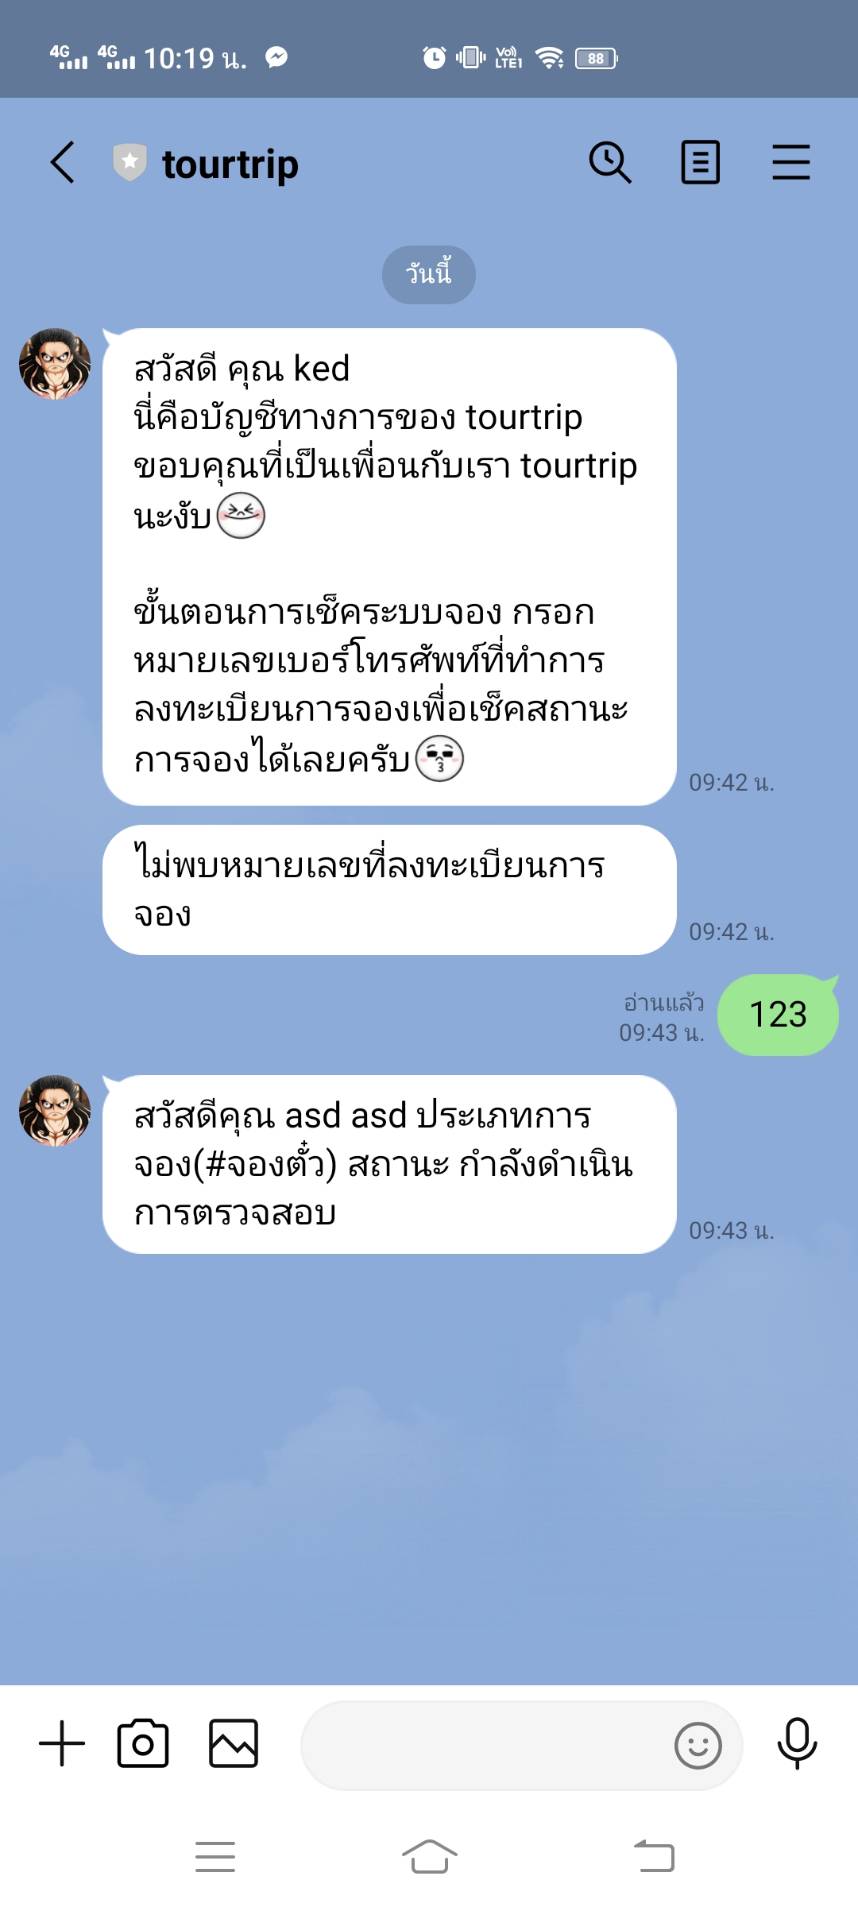 4G 4G 10:19 น. Vo) LTE1 88
tourtrip
วันนี้
สวัสดี คุณ ked
นี่คือบัญชีทางการของ tourtrip
ขอบคุณที่เป็นเพื่อนกับเรา tourtrip
นะงับ
ขั้นตอนการเช็คระบบจอง กรอก
หมายเลขเบอร์โทรศัพท์ที่ทำการ
ลงทะเบียนการจองเพื่อเช็คสถานะ
การจองได้เลยครับ
09:42 น.
ไม่พบหมายเลขที่ลงทะเบียนการ
จอง
09:42 น.
อ่านแล้ว
09:43 น.
123
สวัสดีคุณ asd asd ประเภทการ
จอง(#จองตั๋ว) สถานะ กำลังดำเนิน
การตรวจสอบ
09:43 น.